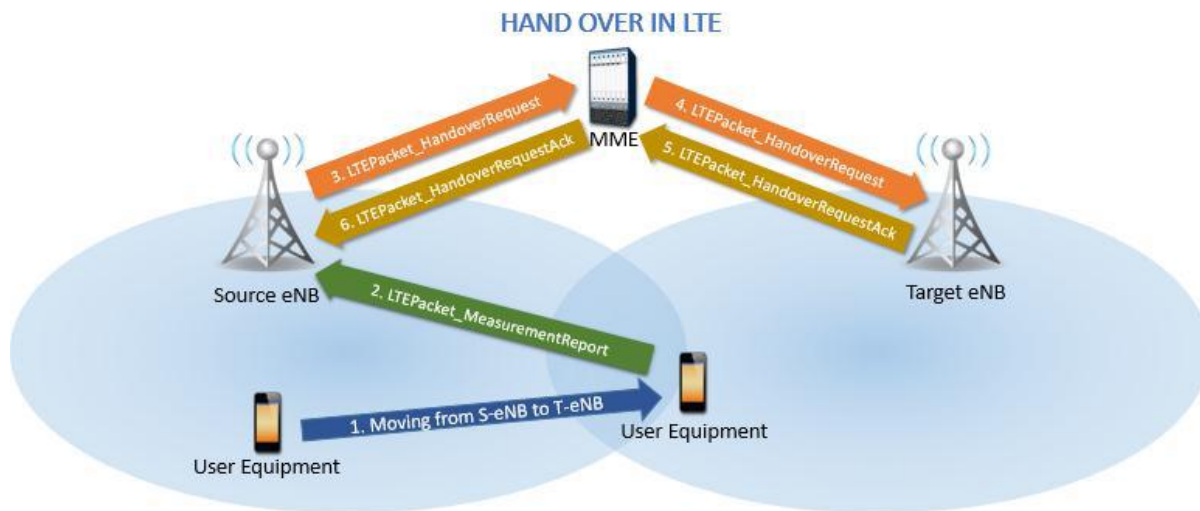 HAND OVER IN LTE
MME
3. LTEPacket_HandoverRequest
4. LTEPacket_HandoverRequest
6. LTEPacket_HandoverRequestAck
5. LTEPacket_HandoverRequestAck
Source eNB
Target eNB
2. LTEPacket_MeasurementReport
1. Moving from S-eNB to T-eNB
User Equipment
User Equipment